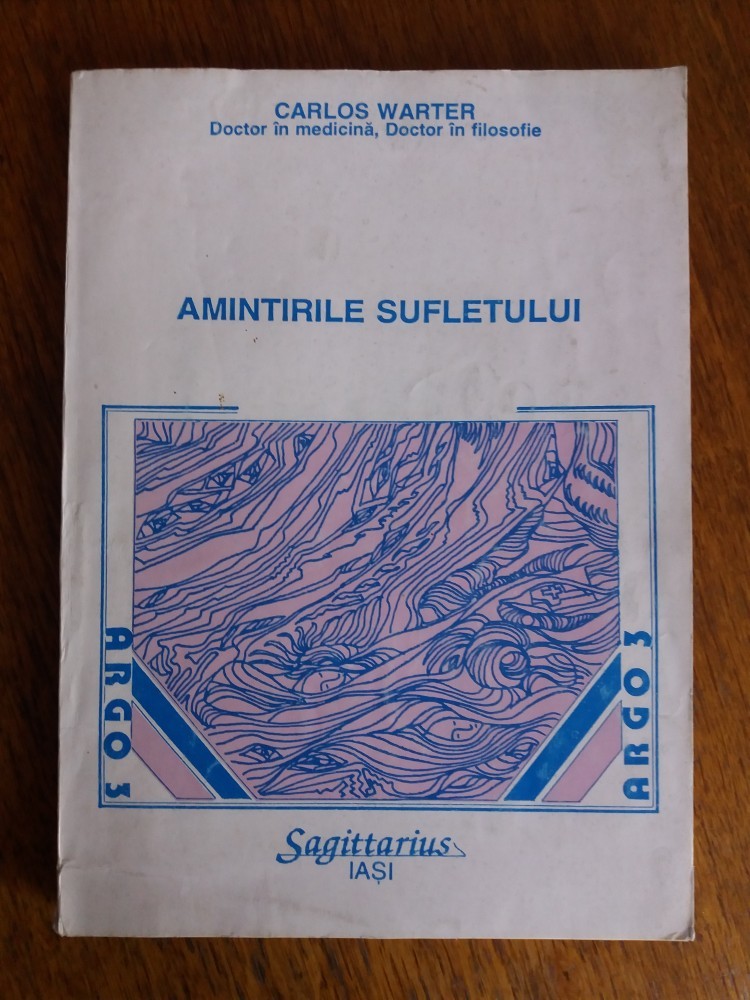 CARLOS WARTER
Doctor în medicină, Doctor în filosofie
AMINTIRILE SUFLETULUI
ARGO 3
ARGO 3
Sagittarius
IAȘI